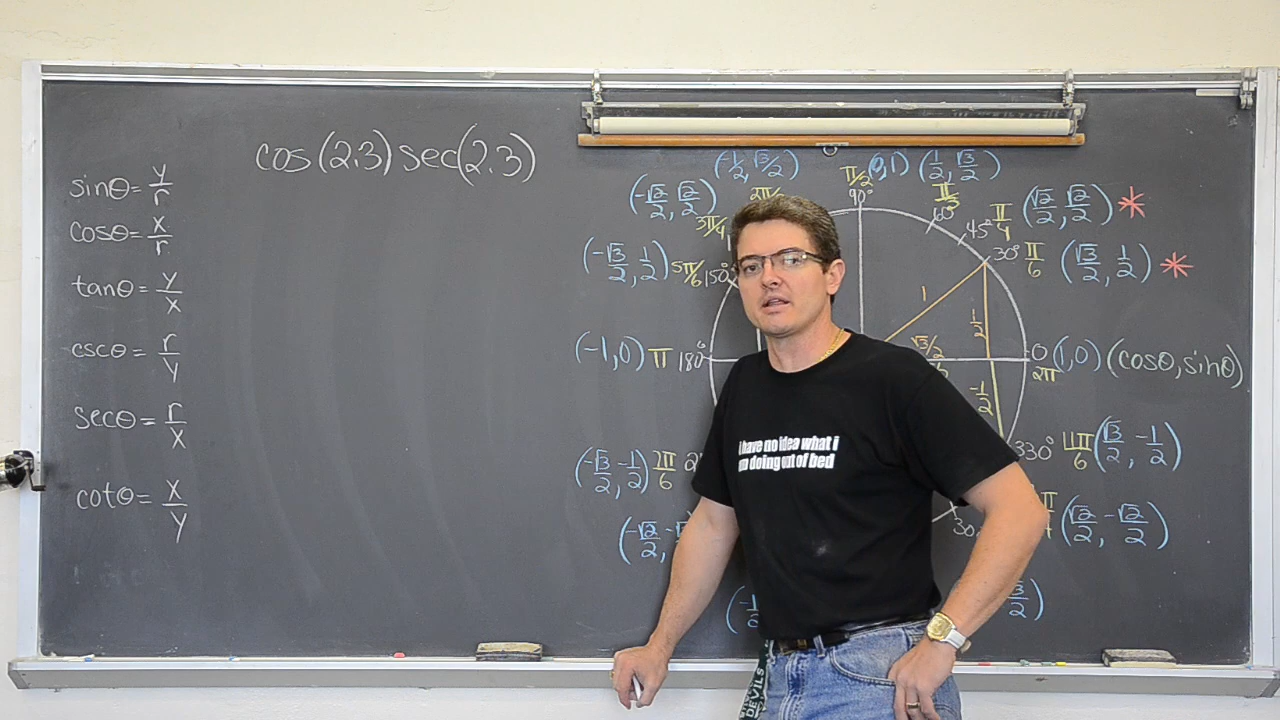 cos(2.3)sec(2.3)
sinθ = y/r
cosθ = x/r
tanθ = y/x
cscθ = r/y
secθ = r/x
cotθ = x/y
(-1/2, √3/2) π/2 (0,1) (1/2, √3/2)
90°
(-√2/2, √2/2) π/3 60° 45° π/4 (√2/2, √2/2) *
3π/4
(-√3/2, 1/2) 5π/6 150° 30° π/6 (√3/2, 1/2) *
1
1/2
√3/2
(-1,0) π 180° 0 2π (1,0) (cosθ, sinθ)
-1/2
330° 11π/6 (√3/2, -1/2)
i have no idea what i
am doing out of bed
(-√3/2, -1/2) 7π/6
(√2/2, -√2/2)
DEVILS